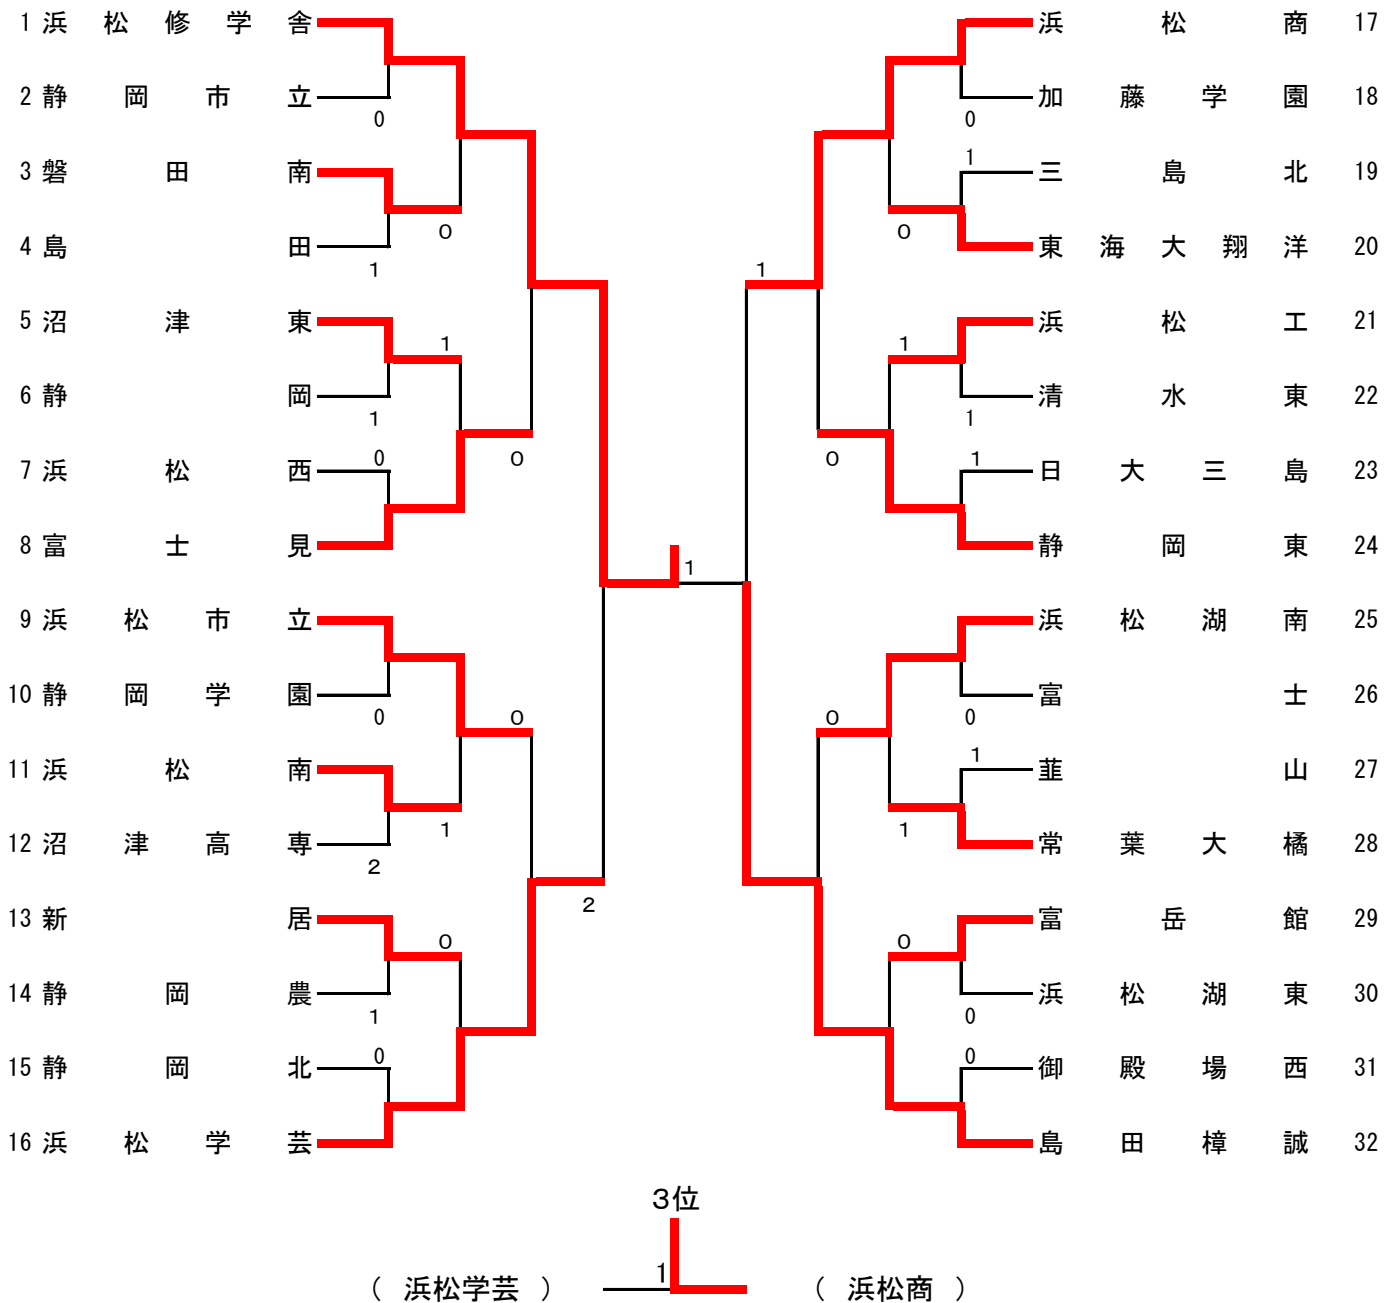 1 浜松修学舎
2 静岡市立
0
3 磐田南
0
4 島田
1
5 沼津東
1
6 静岡
1
7 浜松西
0
0
8 富士見
9 浜松市立
10 静岡学園
0
0
11 浜松南
12 沼津高専
1
2
13 新居
2
0
14 静岡農
1
15 静岡北
0
16 浜松学芸
1
浜松商 17
加藤学園 18
0
三島北 19
1
0
東海大翔洋 20
1
浜松工 21
1
清水東 22
1
日大三島 23
1
0
静岡東 24
浜松湖南 25
富士 26
0
0
韮山 27
1
常葉大橘 28
1
富岳館 29
0
浜松湖東 30
0
御殿場西 31
0
島田樟誠 32
3位
( 浜松学芸 ) 1 ( 浜松商 )